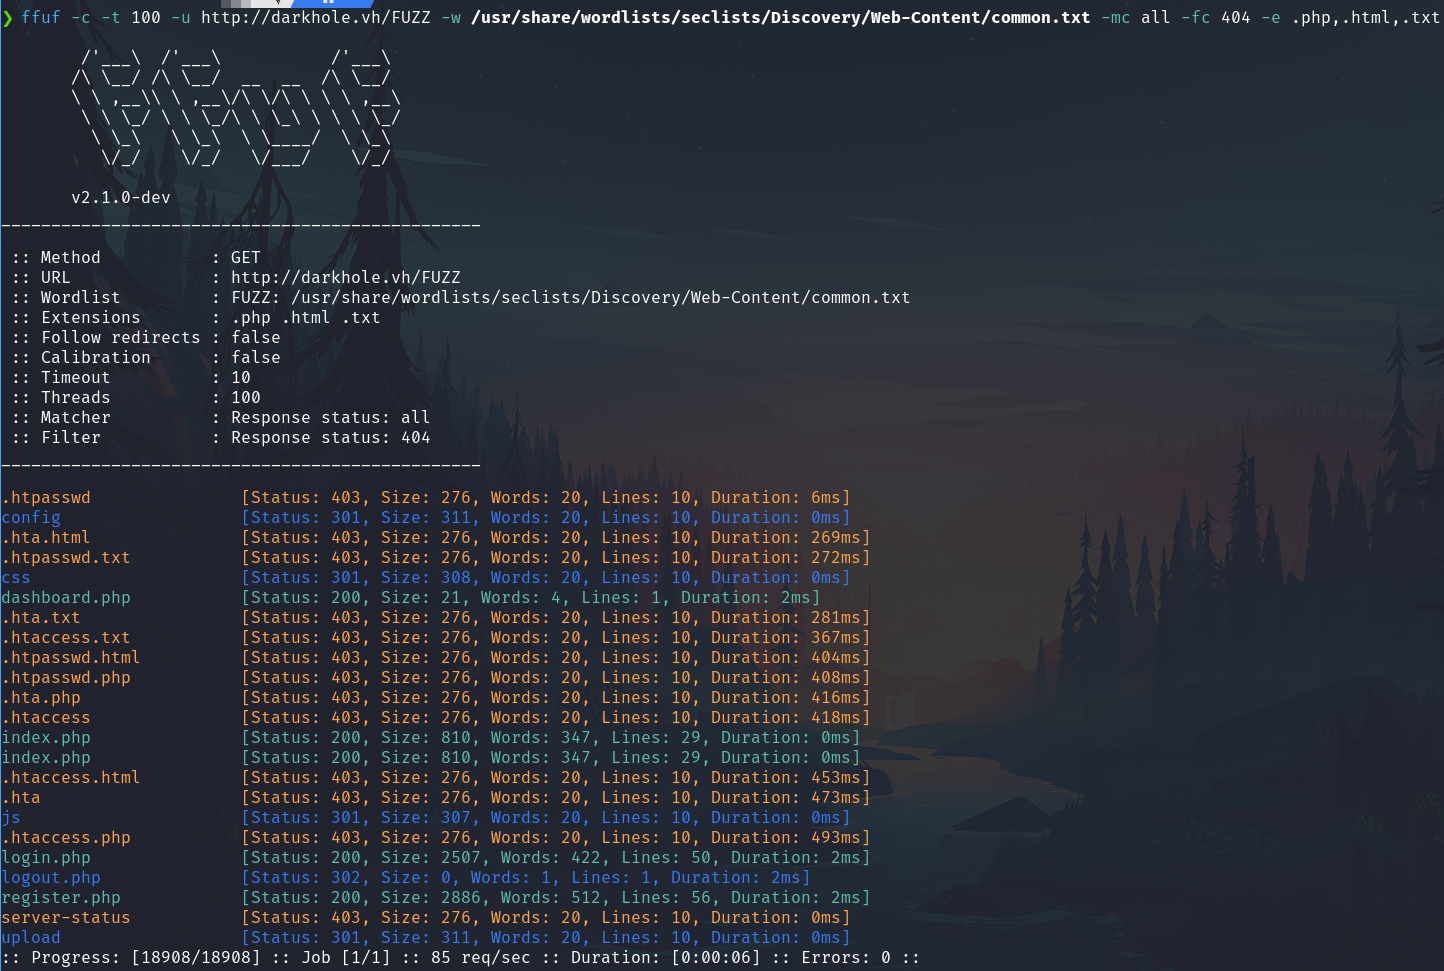 ❯ ffuf -c -t 100 -u http://darkhole.vh/FUZZ -w /usr/share/wordlists/seclists/Discovery/Web-Content/common.txt -mc all -fc 404 -e .php,.html,.txt
        /'___\  /'___\           /'___\
       /\ \__/ /\ \__/  __  __  /\ \__/
       \ \ ,__\\ \ ,__\/\ \/\ \ \ \ ,__\
        \ \ \_/ \ \ \_/\ \ \_\ \ \ \ \_/
         \ \_\   \ \_\  \ \____/  \ \_\
          \/_/    \/_/   \/___/    \/_/
       v2.1.0-dev
________________________________________________
 :: Method           : GET
 :: URL              : http://darkhole.vh/FUZZ
 :: Wordlist         : FUZZ: /usr/share/wordlists/seclists/Discovery/Web-Content/common.txt
 :: Extensions       : .php .html .txt
 :: Follow redirects : false
 :: Calibration      : false
 :: Timeout          : 10
 :: Threads          : 100
 :: Matcher          : Response status: all
 :: Filter           : Response status: 404
________________________________________________
.htpasswd               [Status: 403, Size: 276, Words: 20, Lines: 10, Duration: 6ms]
config                  [Status: 301, Size: 311, Words: 20, Lines: 10, Duration: 0ms]
.hta.html               [Status: 403, Size: 276, Words: 20, Lines: 10, Duration: 269ms]
.htpasswd.txt           [Status: 403, Size: 276, Words: 20, Lines: 10, Duration: 272ms]
css                     [Status: 301, Size: 308, Words: 20, Lines: 10, Duration: 0ms]
dashboard.php           [Status: 200, Size: 21, Words: 4, Lines: 1, Duration: 2ms]
.hta.txt                [Status: 403, Size: 276, Words: 20, Lines: 10, Duration: 281ms]
.htaccess.txt           [Status: 403, Size: 276, Words: 20, Lines: 10, Duration: 367ms]
.htpasswd.html          [Status: 403, Size: 276, Words: 20, Lines: 10, Duration: 404ms]
.htpasswd.php           [Status: 403, Size: 276, Words: 20, Lines: 10, Duration: 408ms]
.hta.php                [Status: 403, Size: 276, Words: 20, Lines: 10, Duration: 416ms]
.htaccess               [Status: 403, Size: 276, Words: 20, Lines: 10, Duration: 418ms]
index.php               [Status: 200, Size: 810, Words: 347, Lines: 29, Duration: 0ms]
index.php               [Status: 200, Size: 810, Words: 347, Lines: 29, Duration: 0ms]
.htaccess.html          [Status: 403, Size: 276, Words: 20, Lines: 10, Duration: 453ms]
.hta                    [Status: 403, Size: 276, Words: 20, Lines: 10, Duration: 473ms]
js                      [Status: 301, Size: 307, Words: 20, Lines: 10, Duration: 0ms]
.htaccess.php           [Status: 403, Size: 276, Words: 20, Lines: 10, Duration: 493ms]
login.php               [Status: 200, Size: 2507, Words: 422, Lines: 50, Duration: 2ms]
logout.php              [Status: 302, Size: 0, Words: 1, Lines: 1, Duration: 2ms]
register.php            [Status: 200, Size: 2886, Words: 512, Lines: 56, Duration: 2ms]
server-status           [Status: 403, Size: 276, Words: 20, Lines: 10, Duration: 0ms]
upload                  [Status: 301, Size: 311, Words: 20, Lines: 10, Duration: 0ms]
:: Progress: [18908/18908] :: Job [1/1] :: 85 req/sec :: Duration: [0:00:06] :: Errors: 0 ::